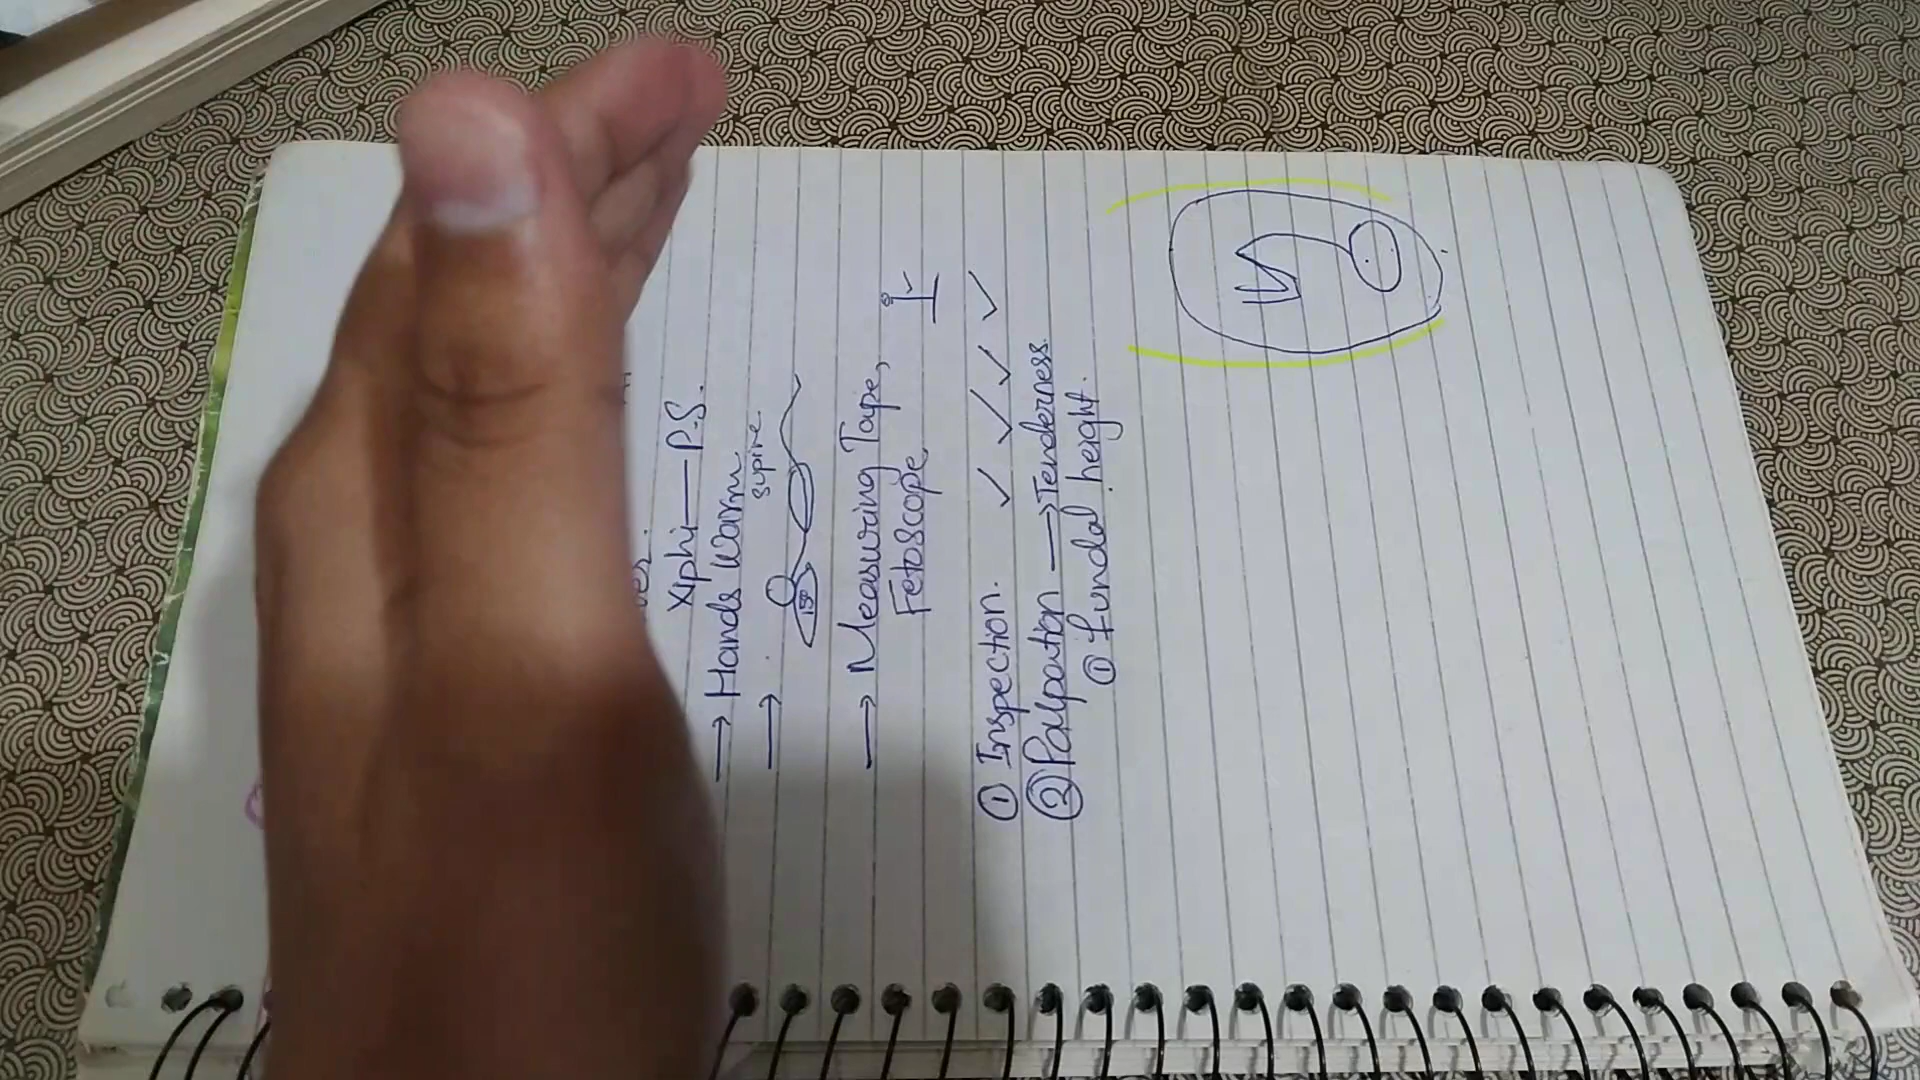 Xiphi — P.S.
→ Hands Warm.
→ supine
15°
→ Measuring Tape,
Fetoscope
① Inspection. ✓ ✓ ✓ ✓
② Palpation → Tenderness.
① fundal height.